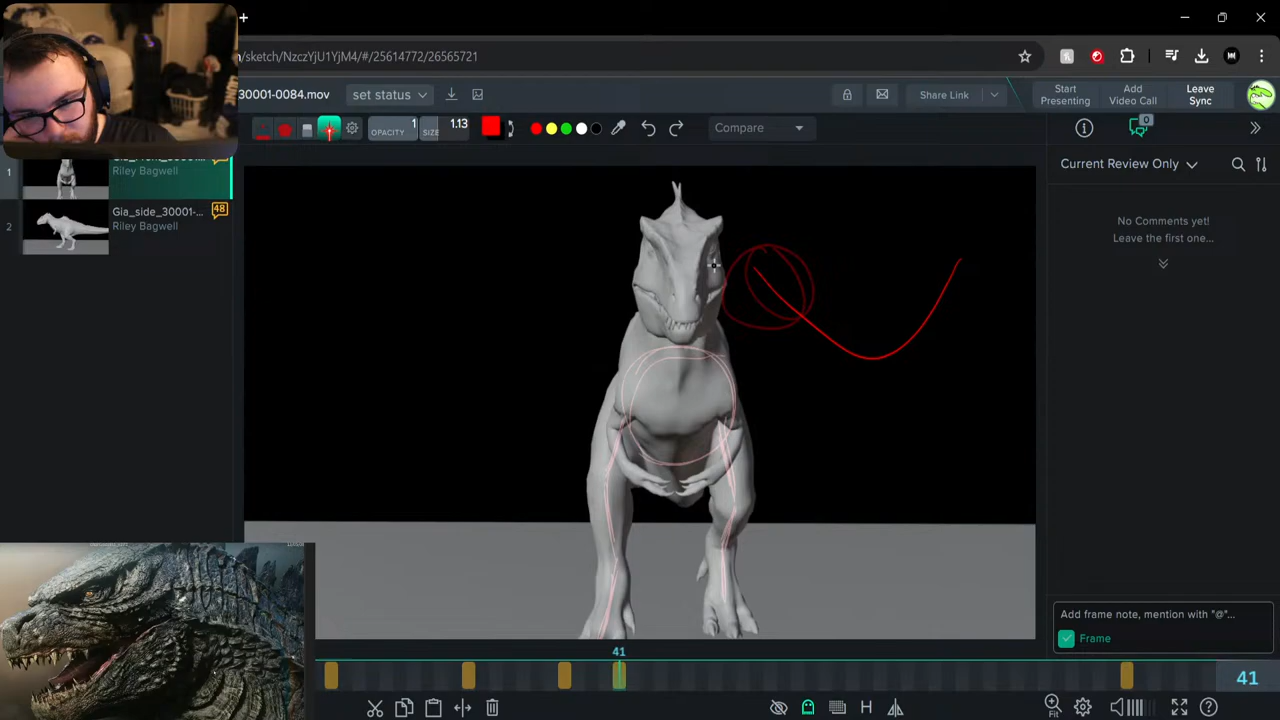 n/sketch/NzczYjU1YjM4/#/25614772/26565721
30001-0084.mov
set status
Share Link
Start Presenting
Add Video Call
Leave Sync
OPACITY 1
SIZE 1.13
Compare
0
1
Riley Bagwell
2
Gia_side_30001-...
48
Riley Bagwell
Current Review Only
No Comments yet!
Leave the first one...
Add frame note, mention with "@"...
Frame
41
41
H
Fit